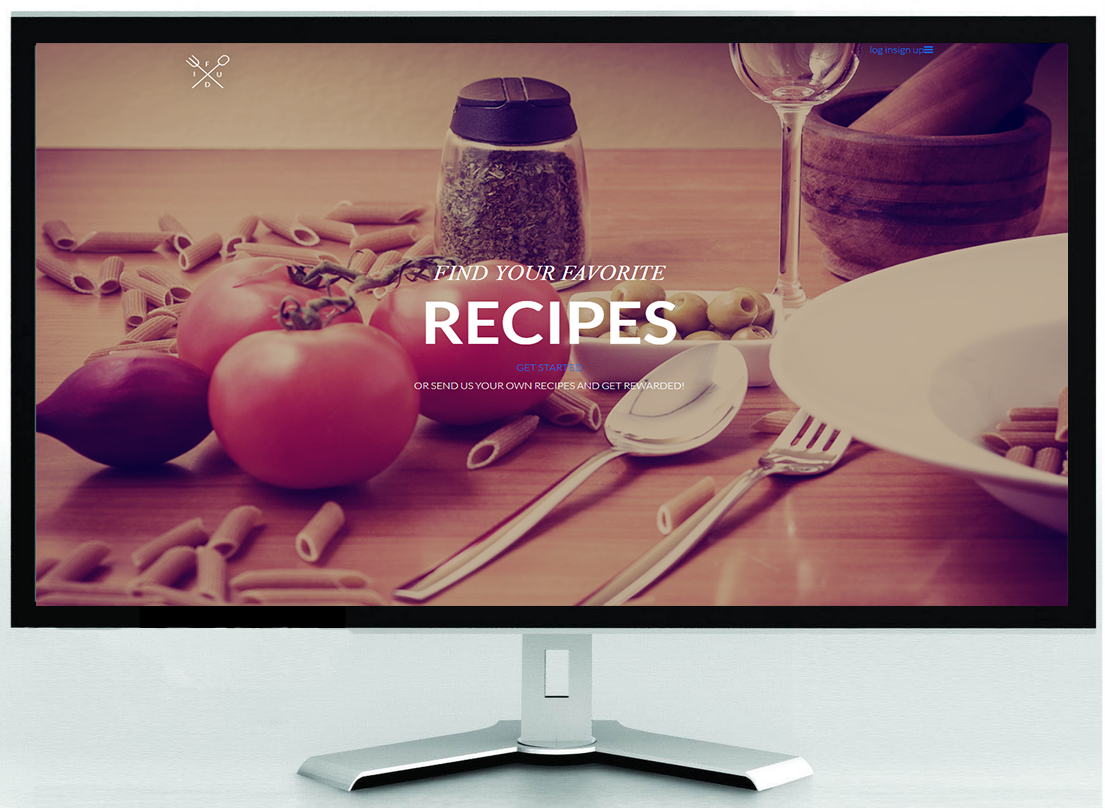 F
I U
D
log insign up
FIND YOUR FAVORITE
RECIPES
GET STARTED
OR SEND US YOUR OWN RECIPES AND GET REWARDED!